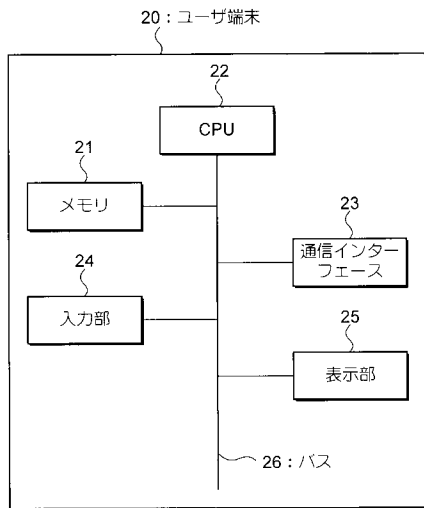 20：ユーザ端末
22
CPU
21
メモリ
23
通信インター
フェース
24
入力部
25
表示部
26：バス